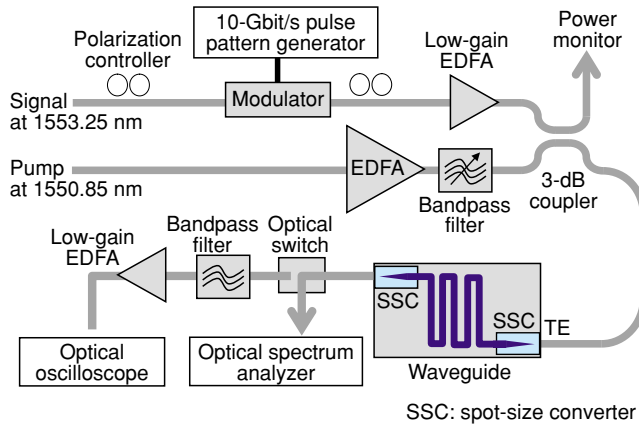 10-Gbit/s pulse
pattern generator
Polarization
controller
Low-gain
EDFA
Power
monitor
Signal
at 1553.25 nm
Modulator
Pump
at 1550.85 nm
EDFA
Bandpass
filter
3-dB
coupler
Low-gain
EDFA
Bandpass
filter
Optical
switch
SSC
SSC
TE
Optical
oscilloscope
Optical spectrum
analyzer
Waveguide
SSC: spot-size converter